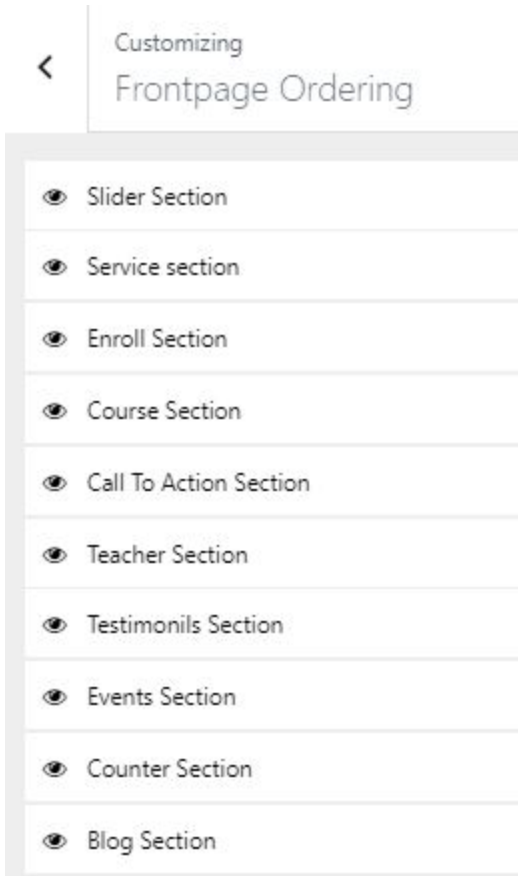 Customizing
Frontpage Ordering
Slider Section
Service section
Enroll Section
Course Section
Call To Action Section
Teacher Section
Testimonils Section
Events Section
Counter Section
Blog Section